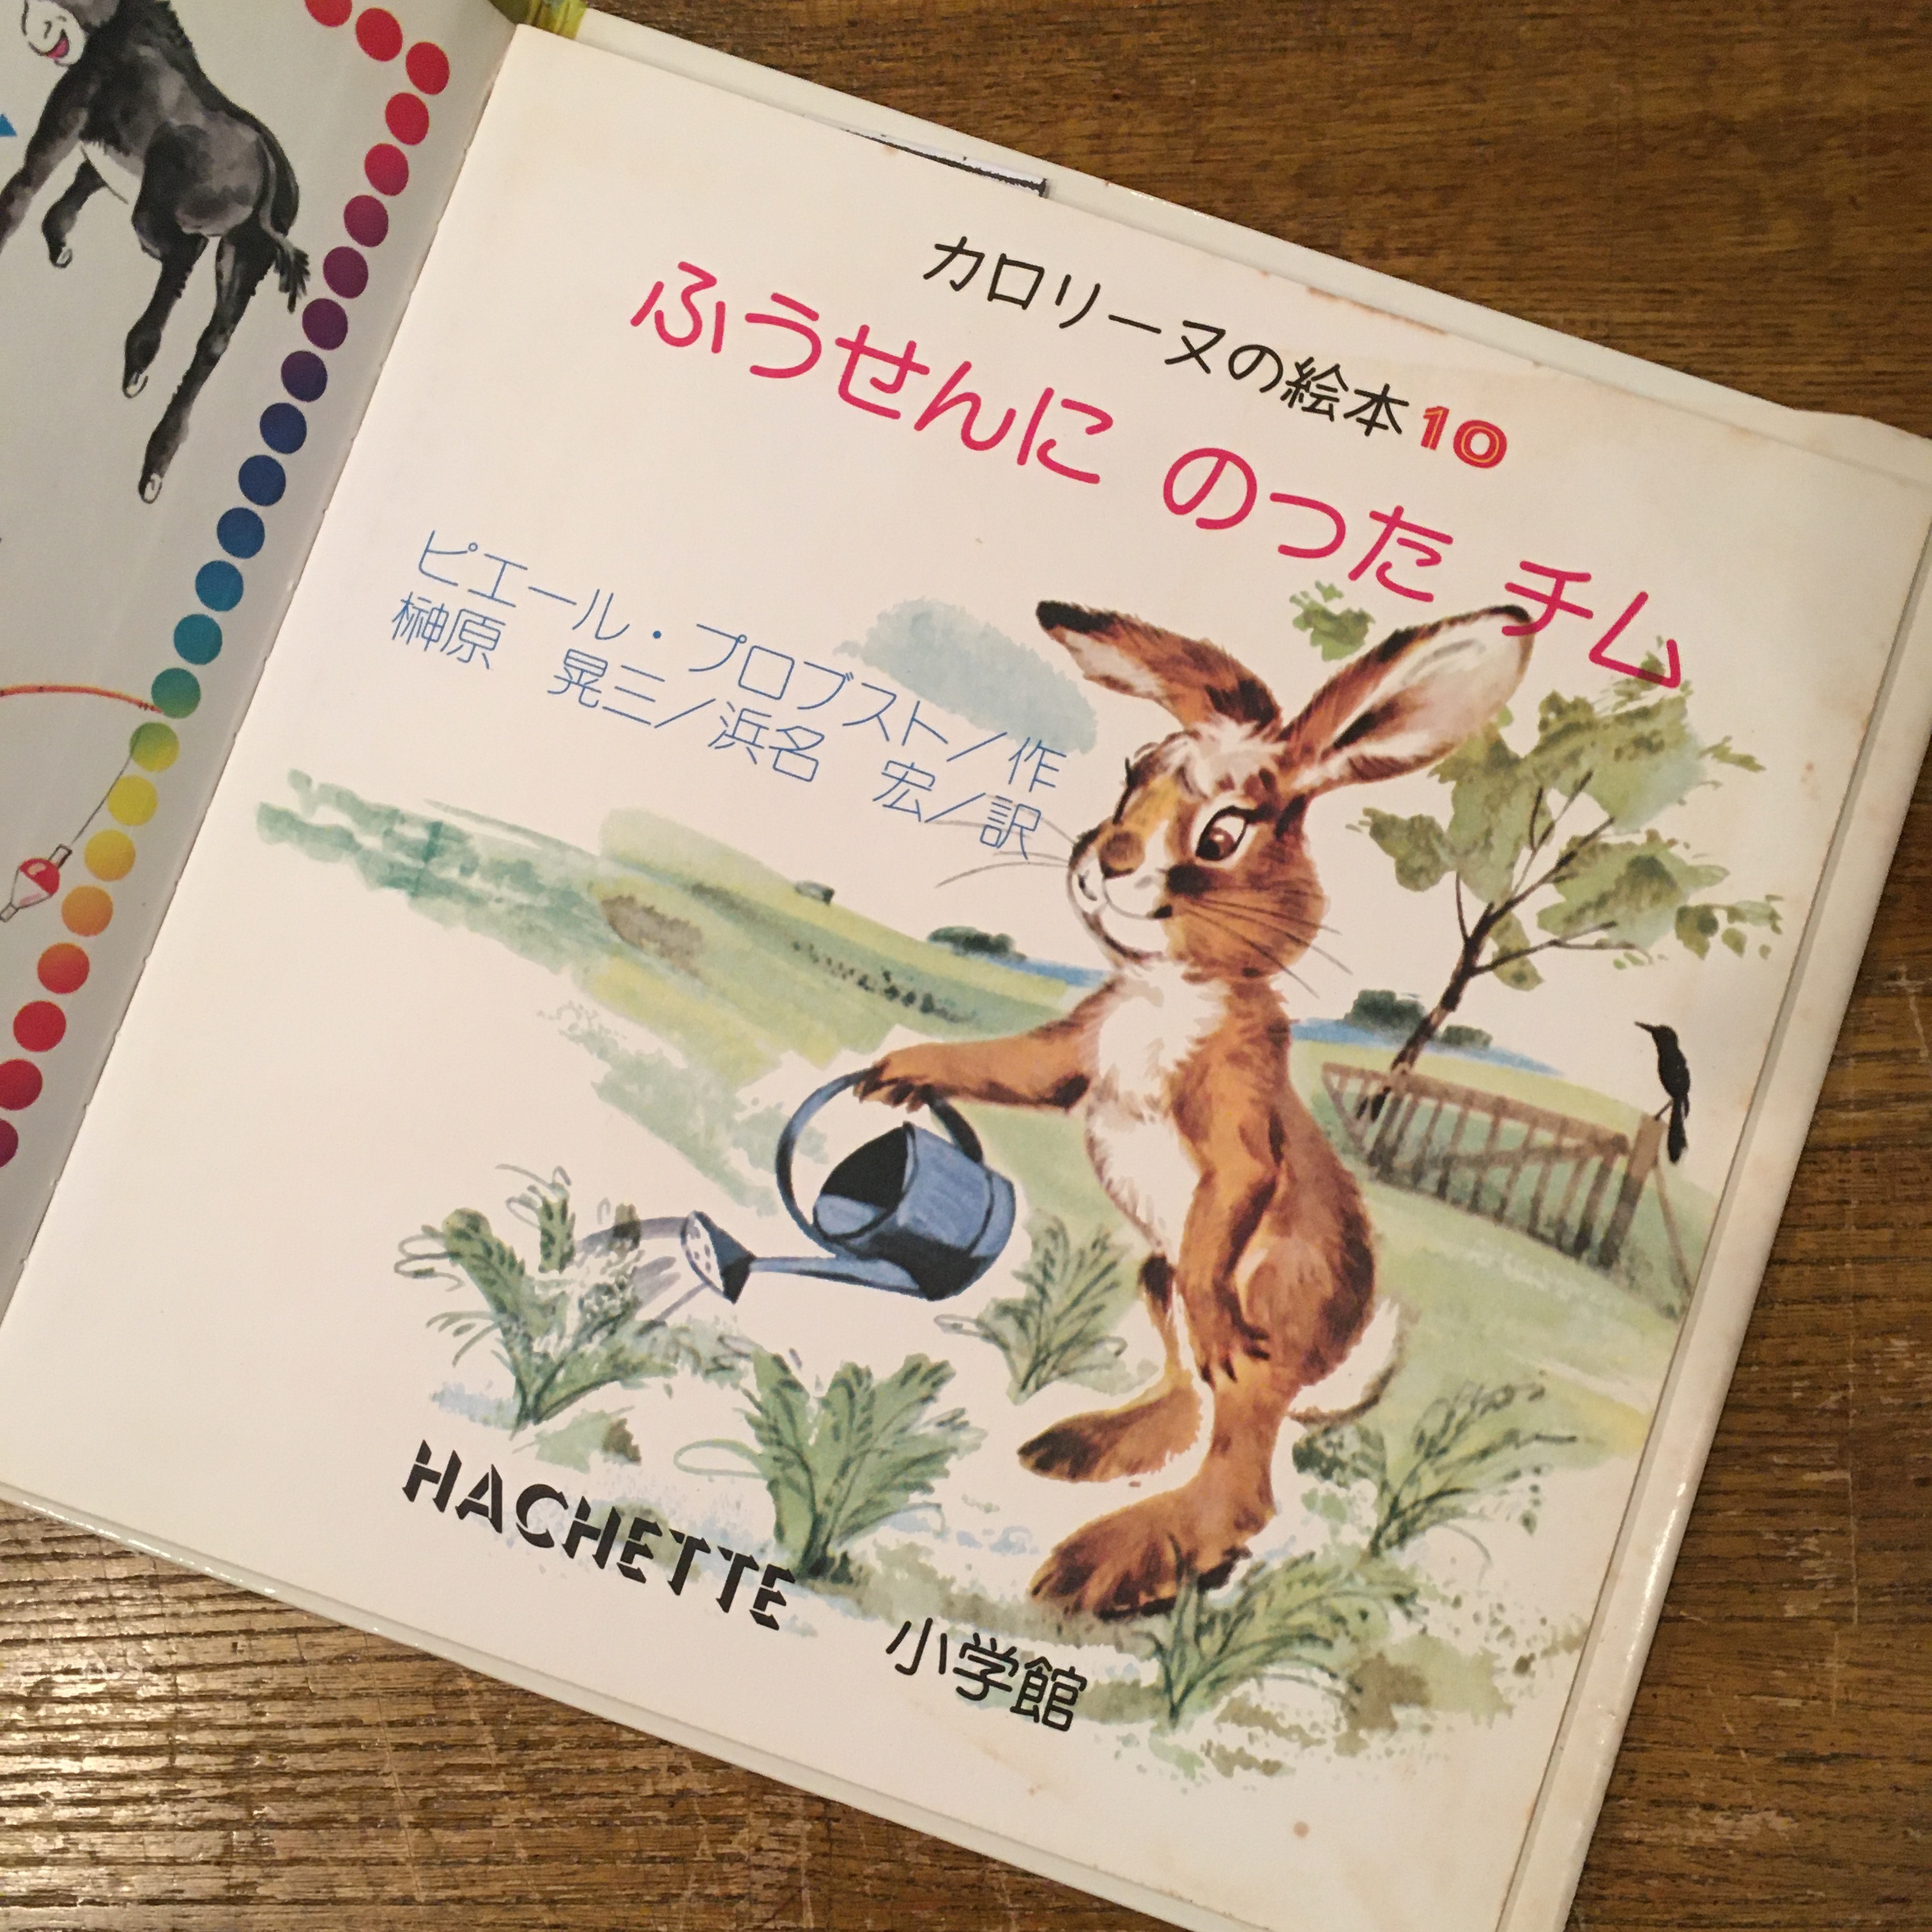 カロリーヌの絵本10
ふうせんに のった チム
ピエール・プロブスト／作
榊原　晃三／浜名　宏／訳
HACHETTE　小学館